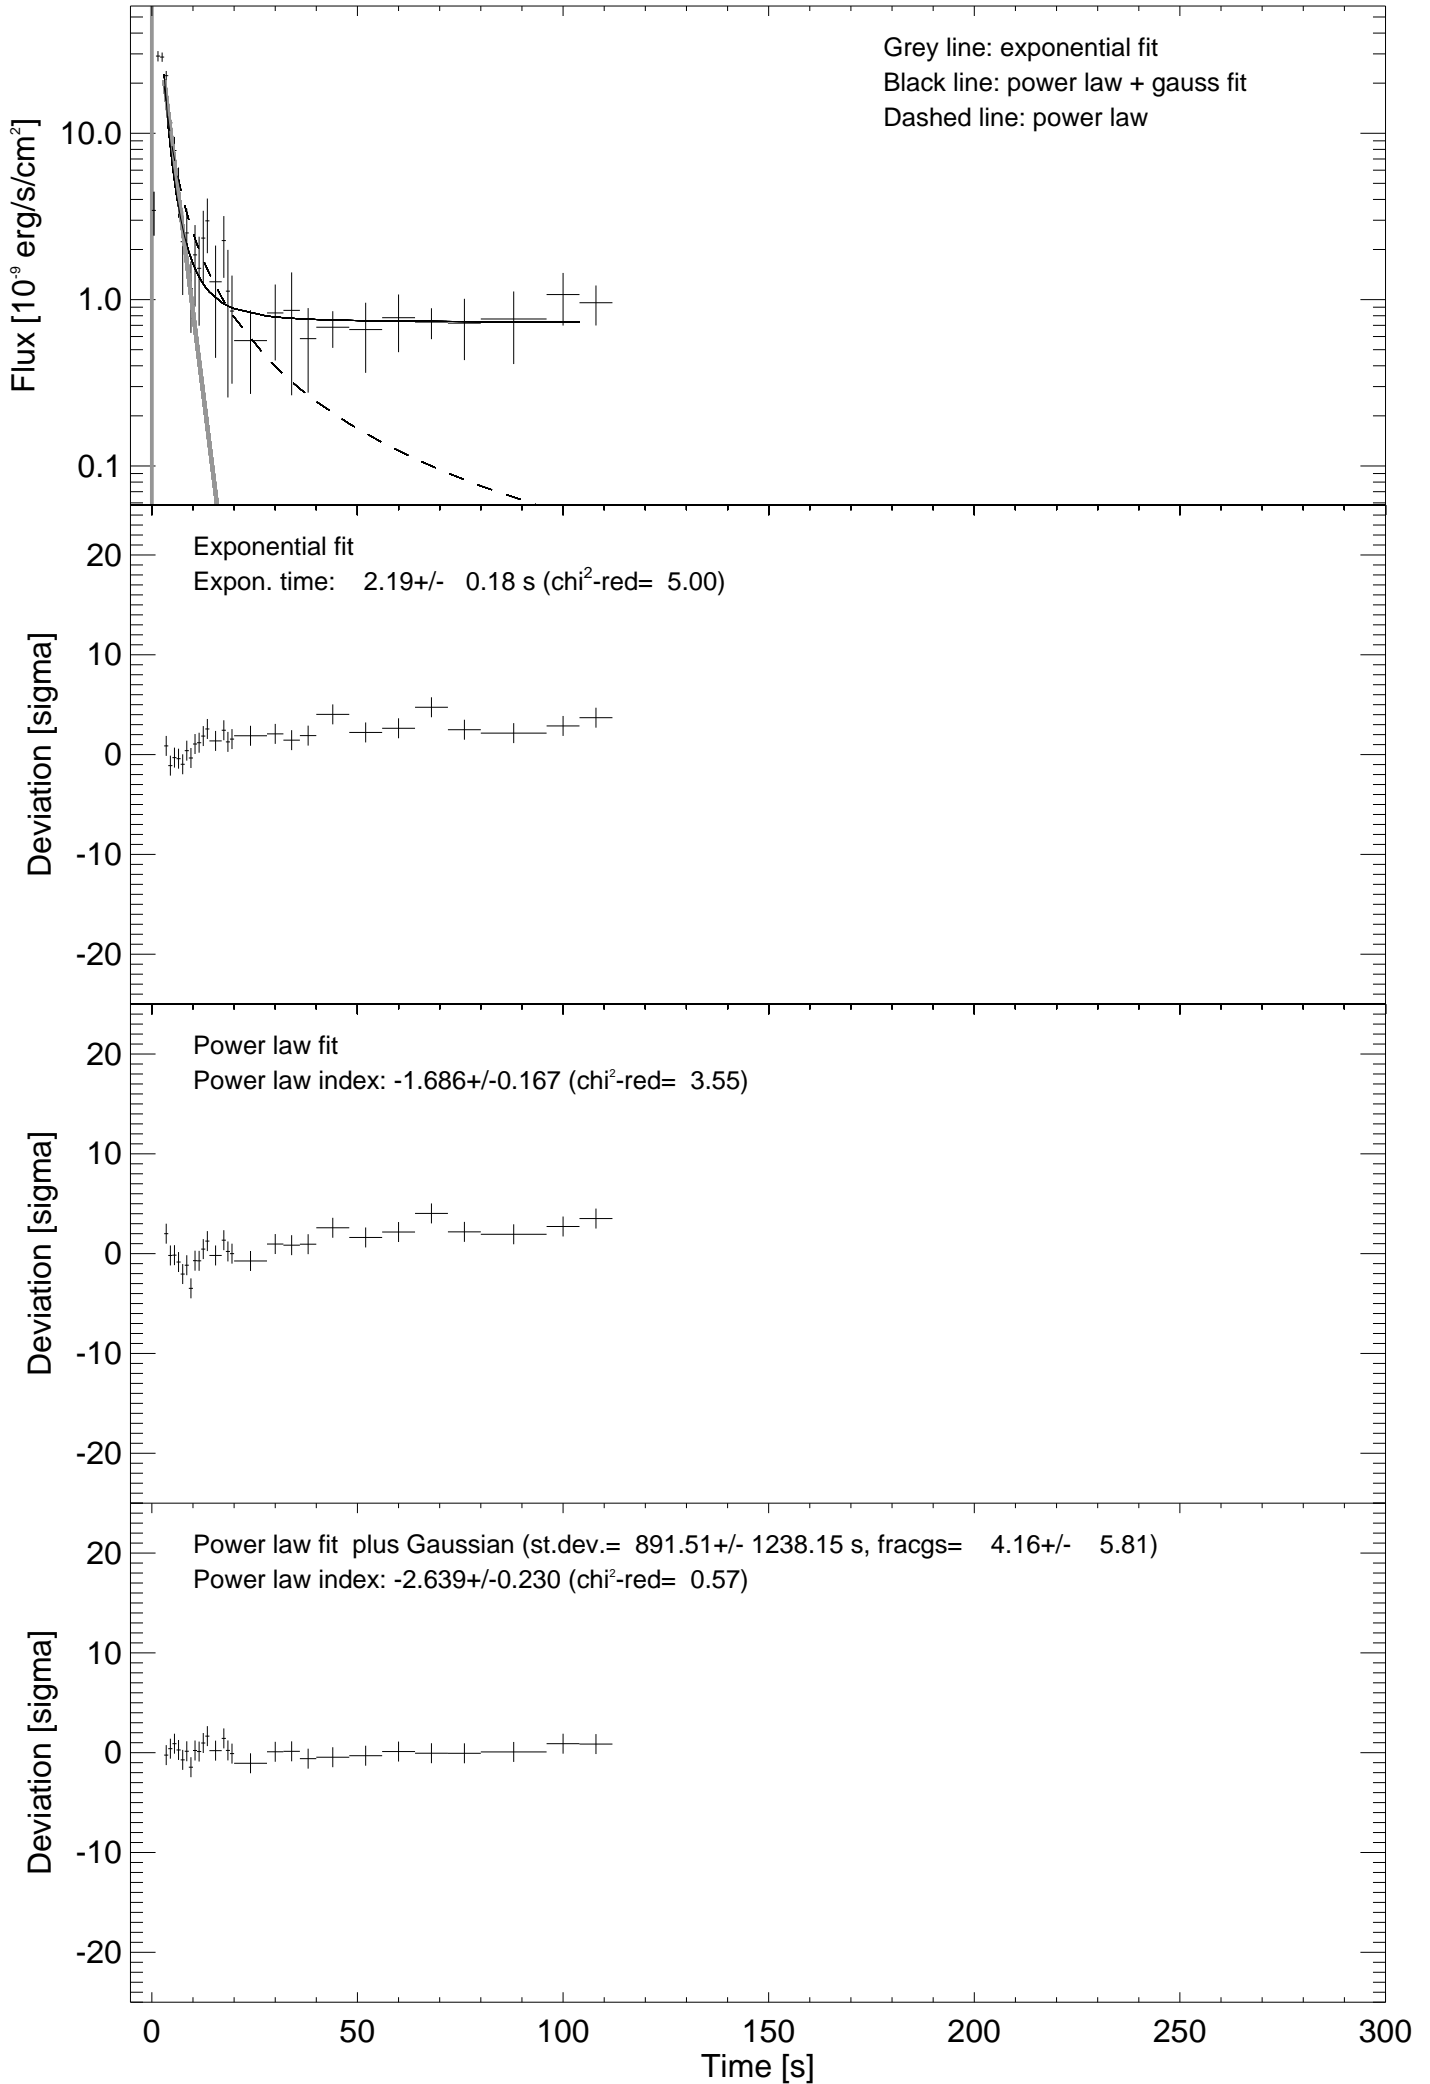 Grey line: exponential fit
Black line: power law + gauss fit
Dashed line: power law
Flux [10⁻⁹ erg/s/cm²]
10.0
1.0
0.1
Exponential fit
Expon. time: 2.19+/- 0.18 s (chi²-red= 5.00)
Deviation [sigma]
20
10
0
-10
-20
Power law fit
Power law index: -1.686+/-0.167 (chi²-red= 3.55)
Deviation [sigma]
20
10
0
-10
-20
Power law fit plus Gaussian (st.dev.= 891.51+/- 1238.15 s, fracgs= 4.16+/- 5.81)
Power law index: -2.639+/-0.230 (chi²-red= 0.57)
Deviation [sigma]
20
10
0
-10
-20
0 50 100 150 200 250 300
Time [s]